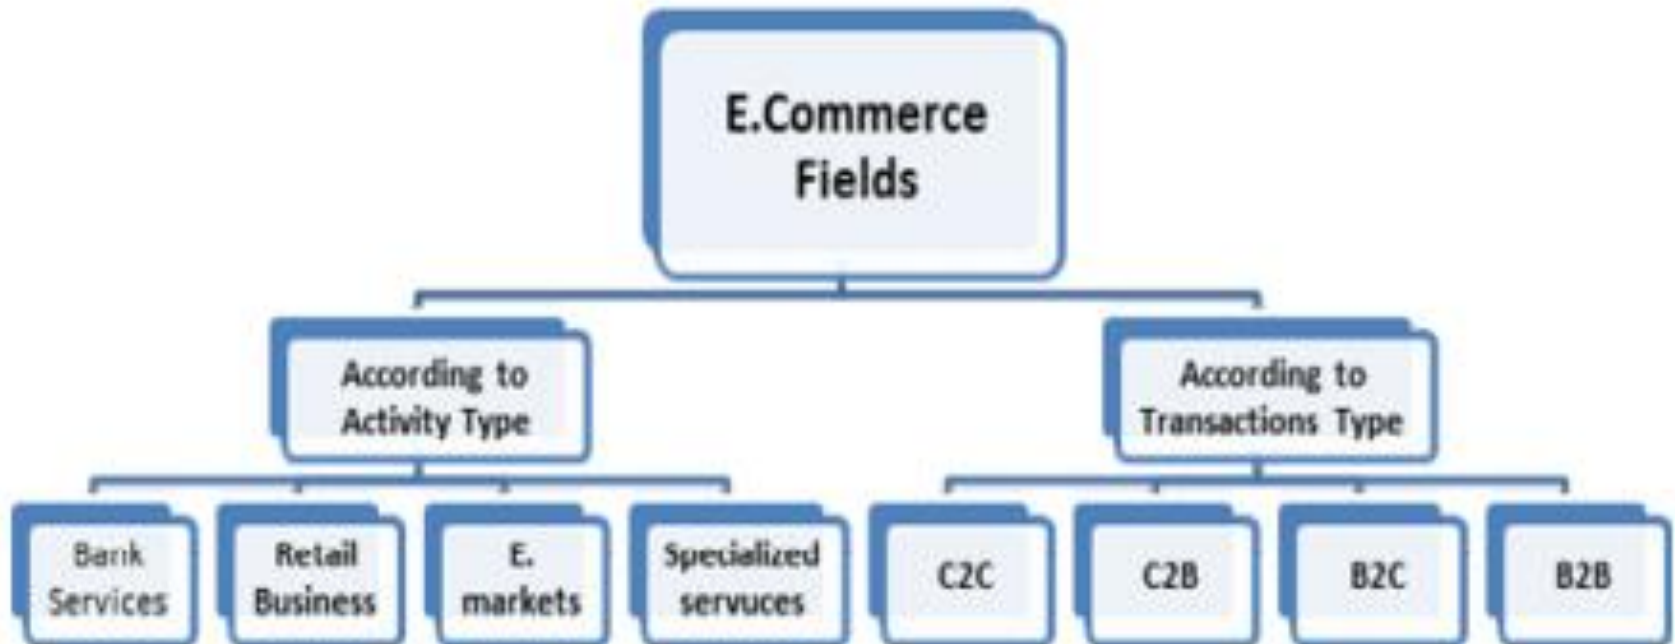 E.Commerce
Fields
According to
Activity Type
According to
Transactions Type
Bank
Services
Retail
Business
E.
markets
Specialized
servuces
C2C
C2B
B2C
B2B